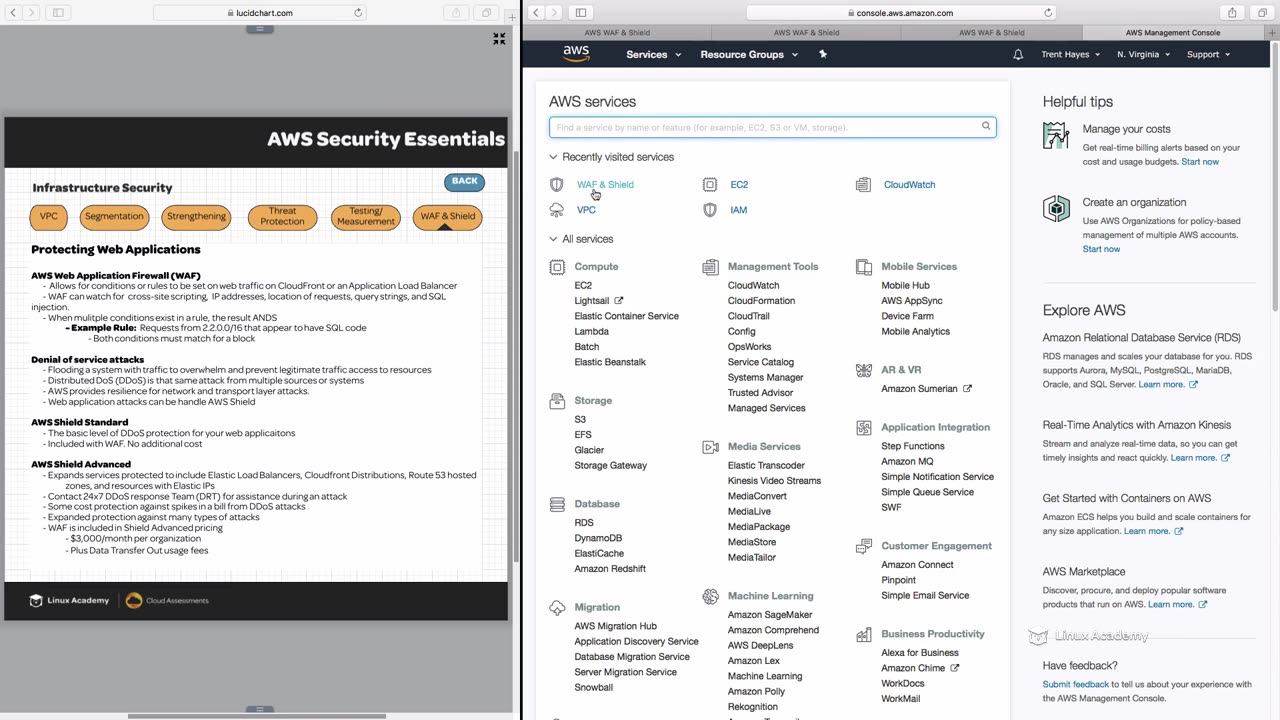 lucidchart.com
AWS Security Essentials
Infrastructure Security
BACK
VPC
Segmentation
Strengthening
Threat
Protection
Testing/
Measurement
WAF & Shield
Protecting Web Applications
AWS Web Application Firewall (WAF)
- Allows for conditions or rules to be set on web traffic on CloudFront or an Application Load Balancer
- WAF can watch for cross-site scripting, IP addresses, location of requests, query strings, and SQL
injection.
- When mulitple conditions exist in a rule, the result ANDS
- Example Rule: Requests from 2.2.0.0/16 that appear to have SQL code
- Both conditions must match for a block
Denial of service attacks
- Flooding a system with traffic to overwhelm and prevent legitimate traffic access to resources
- Distributed DoS (DDoS) is that same attack from multiple sources or systems
- AWS provides resilience for network and transport layer attacks.
- Web application attacks can be handle AWS Shield
AWS Shield Standard
- The basic level of DDoS protection for your web applicaitons
- Included with WAF. No additional cost
AWS Shield Advanced
- Expands services protected to include Elastic Load Balancers, Cloudfront Distributions, Route 53 hosted
zones, and resources with Elastic IPs
- Contact 24x7 DDoS response Team (DRT) for assistance during an attack
- Some cost protection against spikes in a bill from DDoS attacks
- Expanded protection against many types of attacks
- WAF is included in Shield Advanced pricing
- $3,000/month per organization
- Plus Data Transfer Out usage fees
Linux Academy
Cloud Assessments
console.aws.amazon.com
AWS WAF & Shield
AWS WAF & Shield
AWS WAF & Shield
AWS Management Console
aws
Services
Resource Groups
Trent Hayes
N. Virginia
Support
AWS services
Find a service by name or feature (for example, EC2, S3 or VM, storage).
Recently visited services
WAF & Shield
EC2
CloudWatch
VPC
IAM
All services
Compute
EC2
Lightsail
Elastic Container Service
Lambda
Batch
Elastic Beanstalk
Storage
S3
EFS
Glacier
Storage Gateway
Database
RDS
DynamoDB
ElastiCache
Amazon Redshift
Migration
AWS Migration Hub
Application Discovery Service
Database Migration Service
Server Migration Service
Snowball
Management Tools
CloudWatch
CloudFormation
CloudTrail
Config
OpsWorks
Service Catalog
Systems Manager
Trusted Advisor
Managed Services
Media Services
Elastic Transcoder
Kinesis Video Streams
MediaConvert
MediaLive
MediaPackage
MediaStore
MediaTailor
Machine Learning
Amazon SageMaker
Amazon Comprehend
AWS DeepLens
Amazon Lex
Machine Learning
Amazon Polly
Rekognition
Mobile Services
Mobile Hub
AWS AppSync
Device Farm
Mobile Analytics
AR & VR
Amazon Sumerian
Application Integration
Step Functions
Amazon MQ
Simple Notification Service
Simple Queue Service
SWF
Customer Engagement
Amazon Connect
Pinpoint
Simple Email Service
Business Productivity
Alexa for Business
Amazon Chime
WorkDocs
WorkMail
Helpful tips
Manage your costs
Get real-time billing alerts based on your
cost and usage budgets. Start now
Create an organization
Use AWS Organizations for policy-based
management of multiple AWS accounts.
Start now
Explore AWS
Amazon Relational Database Service (RDS)
RDS manages and scales your database for you. RDS
supports Aurora, MySQL, PostgreSQL, MariaDB,
Oracle, and SQL Server. Learn more.
Real-Time Analytics with Amazon Kinesis
Stream and analyze real-time data, so you can get
timely insights and react quickly. Learn more.
Get Started with Containers on AWS
Amazon ECS helps you build and scale containers for
any size application. Learn more.
AWS Marketplace
Discover, procure, and deploy popular software
products that run on AWS. Learn more.
Linux Academy
Have feedback?
Submit feedback to tell us about your experience with
the AWS Management Console.